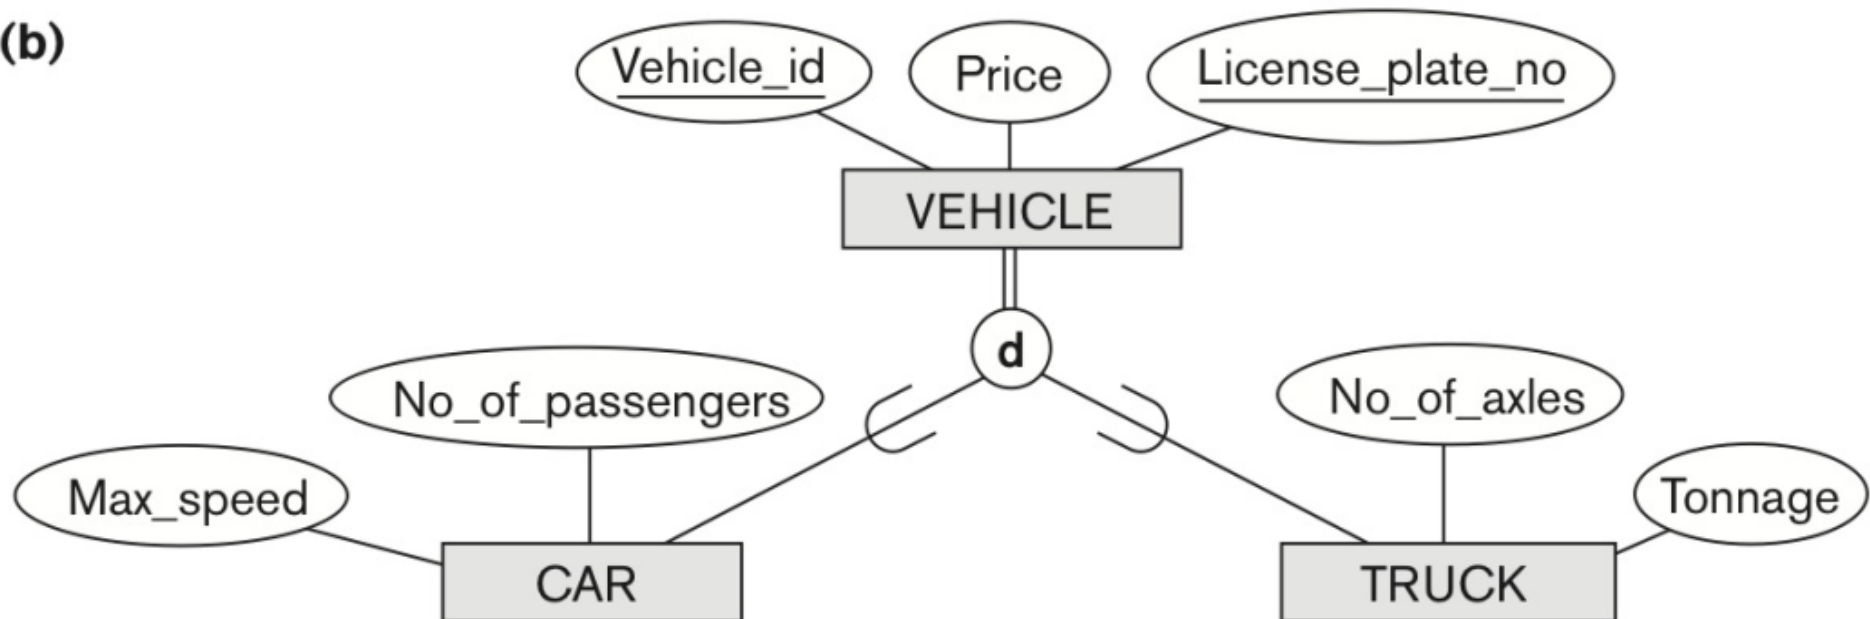 (b)
Vehicle_id
Price
License_plate_no
VEHICLE
d
No_of_passengers
No_of_axles
Max_speed
Tonnage
CAR
TRUCK